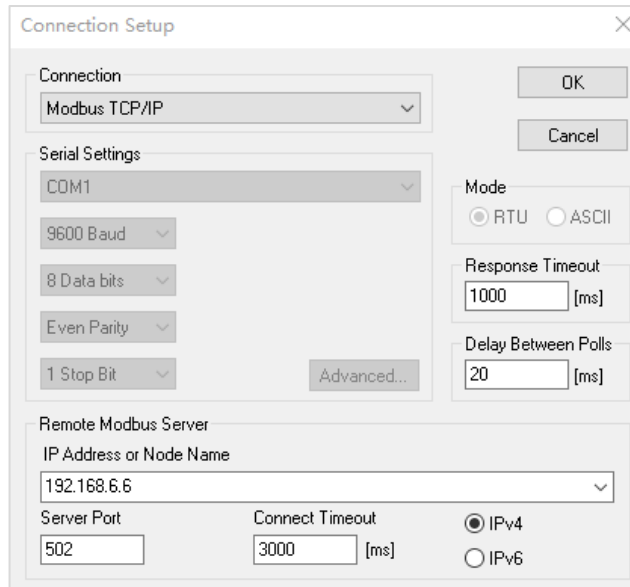 Connection Setup
Connection
Modbus TCP/IP
OK
Cancel
Serial Settings
COM1
9600 Baud
8 Data bits
Even Parity
1 Stop Bit
Advanced...
Mode
RTU ASCII
Response Timeout
1000 [ms]
Delay Between Polls
20 [ms]
Remote Modbus Server
IP Address or Node Name
192.168.6.6
Server Port Connect Timeout
502 3000 [ms]
IPv4
IPv6